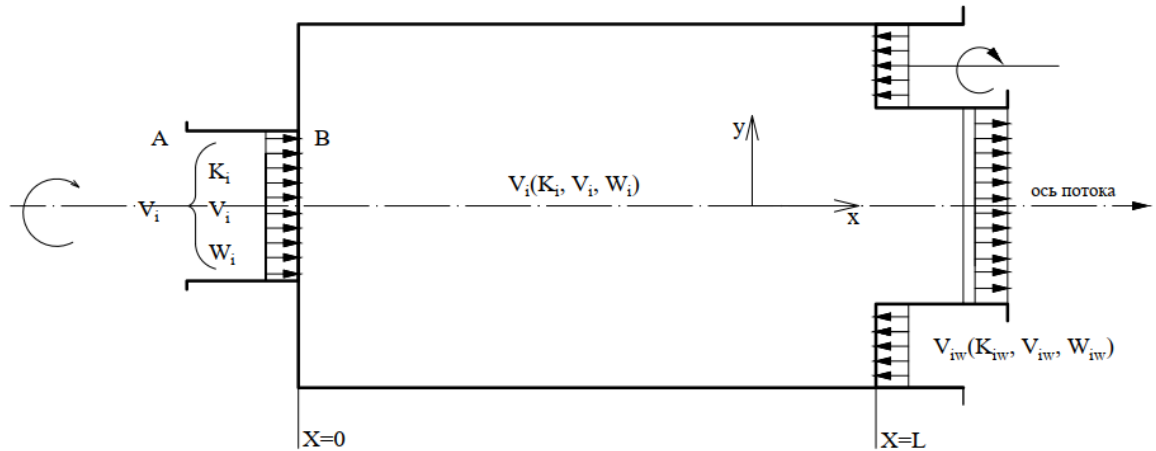 A
B
y
K_i
V_i(K_i, V_i, W_i)
ось потока
V_i
V_i
x
W_i
V_iw(K_iw, V_iw, W_iw)
X=0
X=L